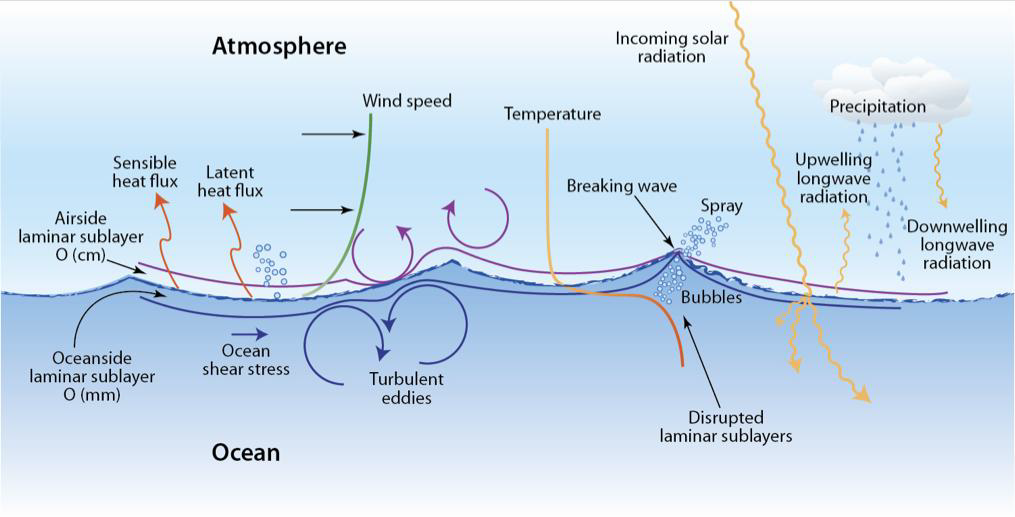 Atmosphere
Incoming solar
radiation
Wind speed
Temperature
Precipitation
Sensible
heat flux
Latent
heat flux
Breaking wave
Spray
Upwelling
longwave
radiation
Downwelling
longwave
radiation
Airside
laminar sublayer
O (cm)
Bubbles
Oceanside
laminar sublayer
O (mm)
Ocean
shear stress
Turbulent
eddies
Disrupted
laminar sublayers
Ocean